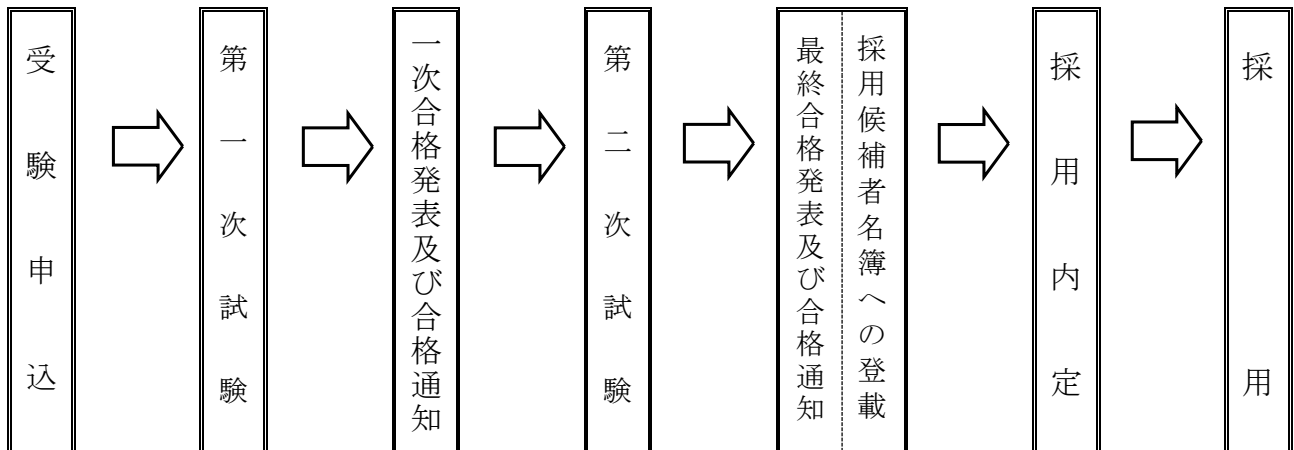 受験申込
第一次試験
一次合格発表及び合格通知
第二次試験
採用候補者名簿への登載
最終合格発表及び合格通知
採用内定
採用